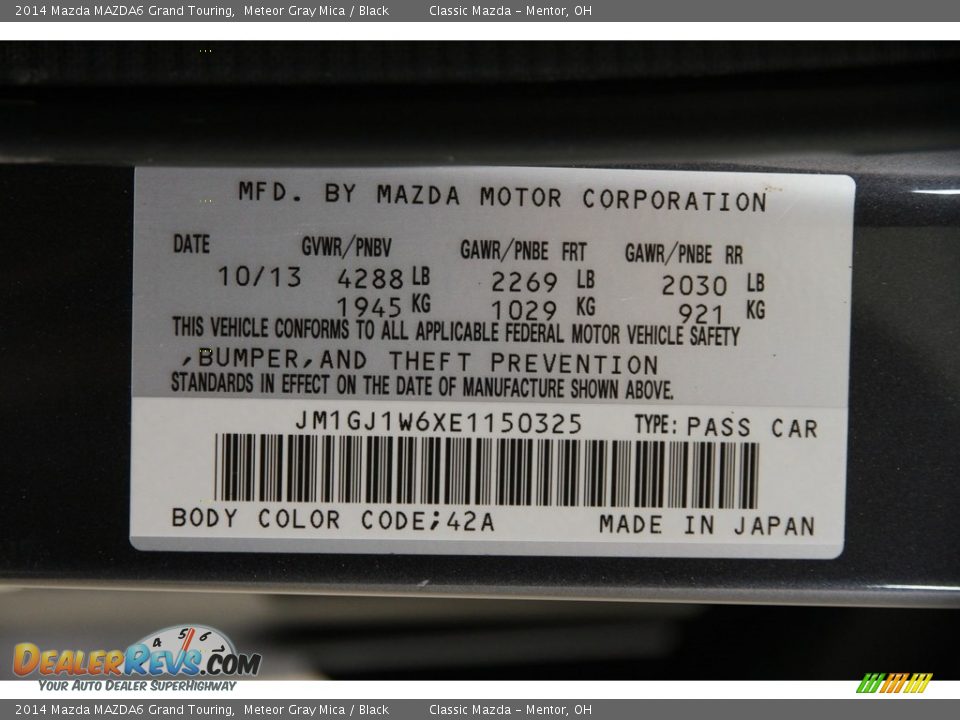 2014 Mazda MAZDA6 Grand Touring, Meteor Gray Mica / Black Classic Mazda - Mentor, OH
MFD. BY MAZDA MOTOR CORPORATION
DATE GVWR/PNBV GAWR/PNBE FRT GAWR/PNBE RR
10/13 4288 LB 2269 LB 2030 LB
1945 KG 1029 KG 921 KG
THIS VEHICLE CONFORMS TO ALL APPLICABLE FEDERAL MOTOR VEHICLE SAFETY
,BUMPER,AND THEFT PREVENTION
STANDARDS IN EFFECT ON THE DATE OF MANUFACTURE SHOWN ABOVE.
JM1GJ1W6XE1150325 TYPE: PASS CAR
BODY COLOR CODE;42A MADE IN JAPAN
4 5 6
DEALERREVS.COM
YOUR AUTO DEALER SUPERHIGHWAY
2014 Mazda MAZDA6 Grand Touring, Meteor Gray Mica / Black Classic Mazda - Mentor, OH